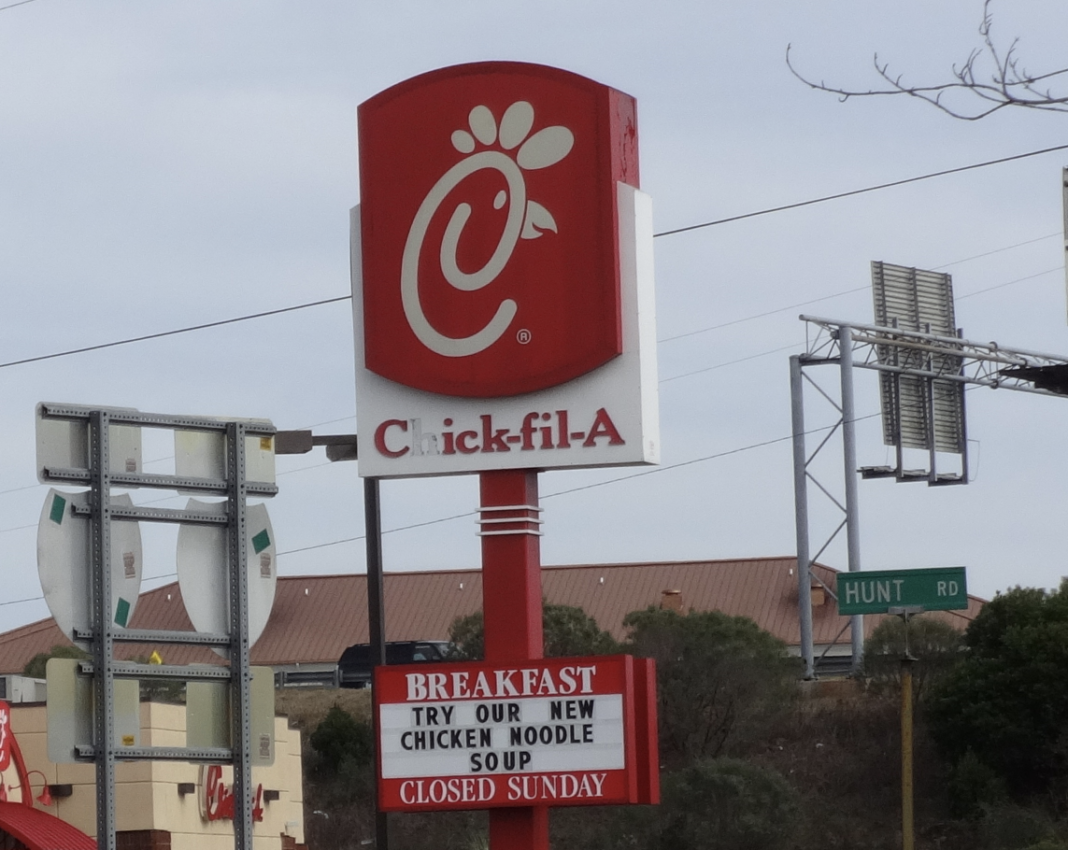 ®
Chick-fil-A
HUNT RD
BREAKFAST
TRY OUR NEW
CHICKEN NOODLE
SOUP
CLOSED SUNDAY